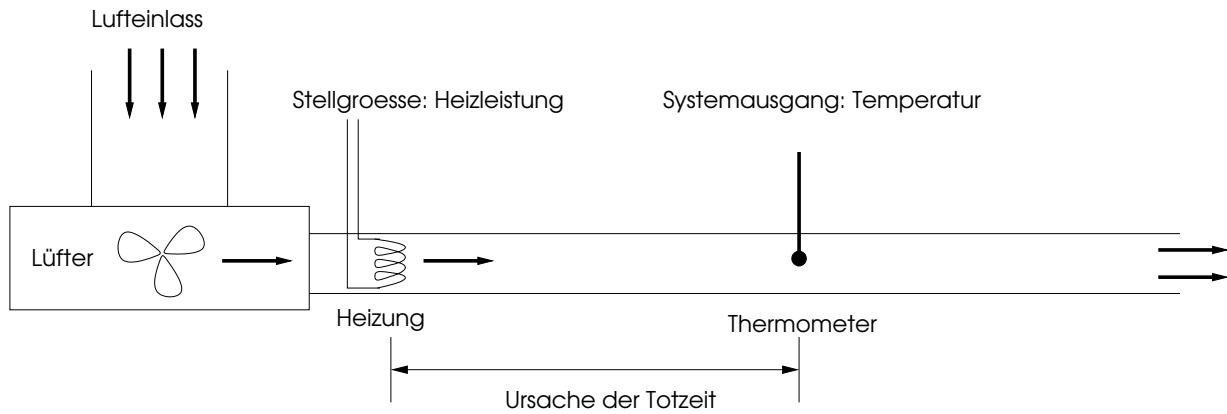 Lufteinlass
Stellgroesse: Heizleistung
Systemausgang: Temperatur
Lüfter
Heizung
Thermometer
Ursache der Totzeit